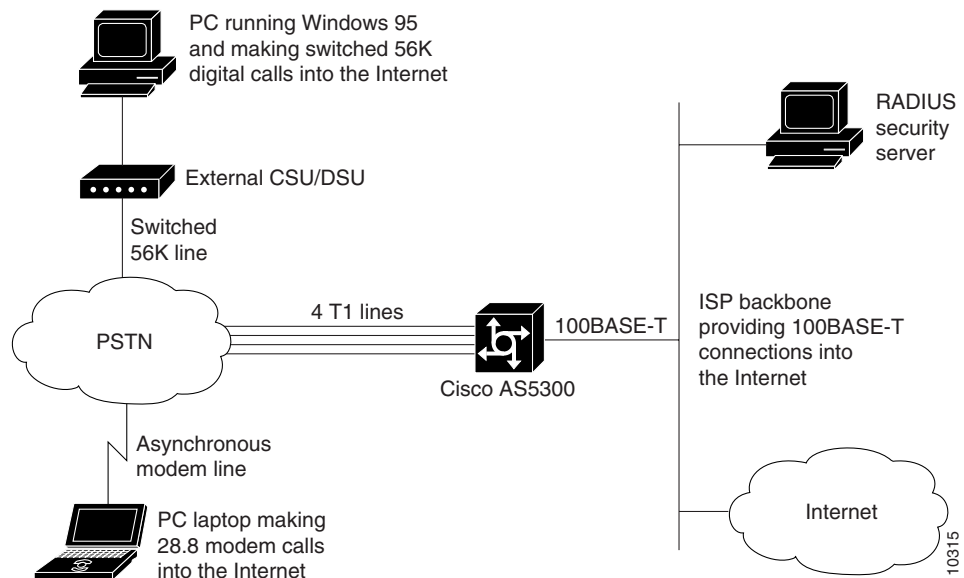 PC running Windows 95
and making switched 56K
digital calls into the Internet
RADIUS
security
server
External CSU/DSU
Switched
56K line
4 T1 lines
100BASE-T
ISP backbone
providing 100BASE-T
connections into
the Internet
PSTN
Cisco AS5300
Asynchronous
modem line
PC laptop making
28.8 modem calls
into the Internet
Internet
10315